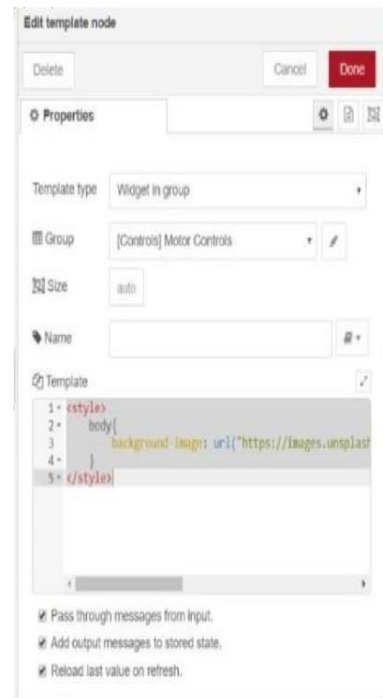 Edit template node
Delete Cancel Done
Properties
Template type Widget in group
Group [Controls] Motor Controls
Size auto
Name
Template
1 <style>
2 body{
3 background-image: url("https://images.unsplash
4 }
5 </style>
Pass through messages from input.
Add output messages to stored state.
Reload last value on refresh.